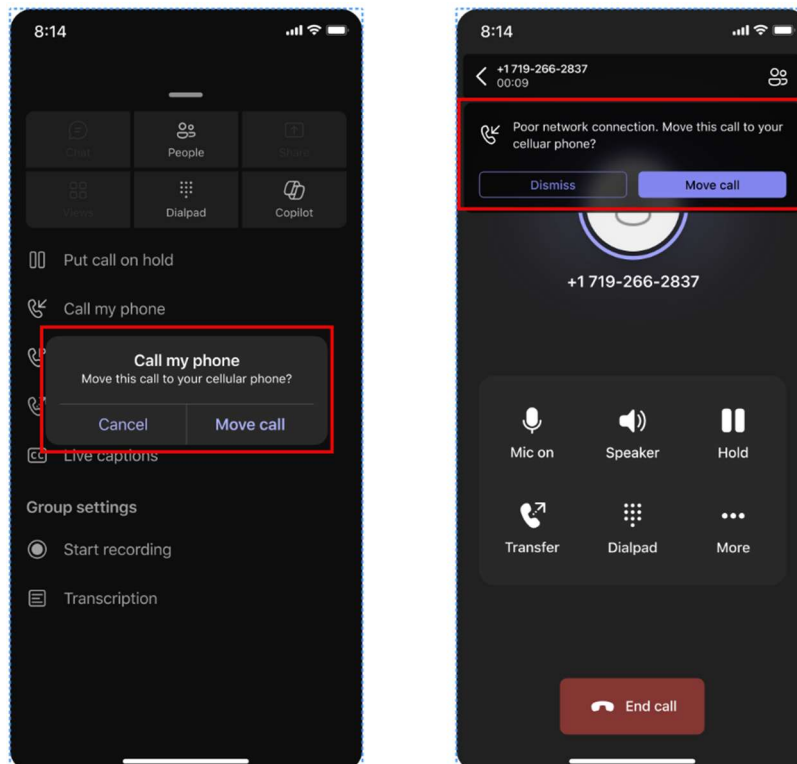 8:14
Chat
People
Share
Views
Dialpad
Copilot
Put call on hold
Call my phone
Call my phone
Move this call to your cellular phone?
Cancel
Move call
CC
Live captions
Group settings
Start recording
Transcription
8:14
+1 719-266-2837
00:09
Poor network connection. Move this call to your
celluar phone?
Dismiss
Move call
+1 719-266-2837
Mic on
Speaker
Hold
Transfer
Dialpad
More
End call